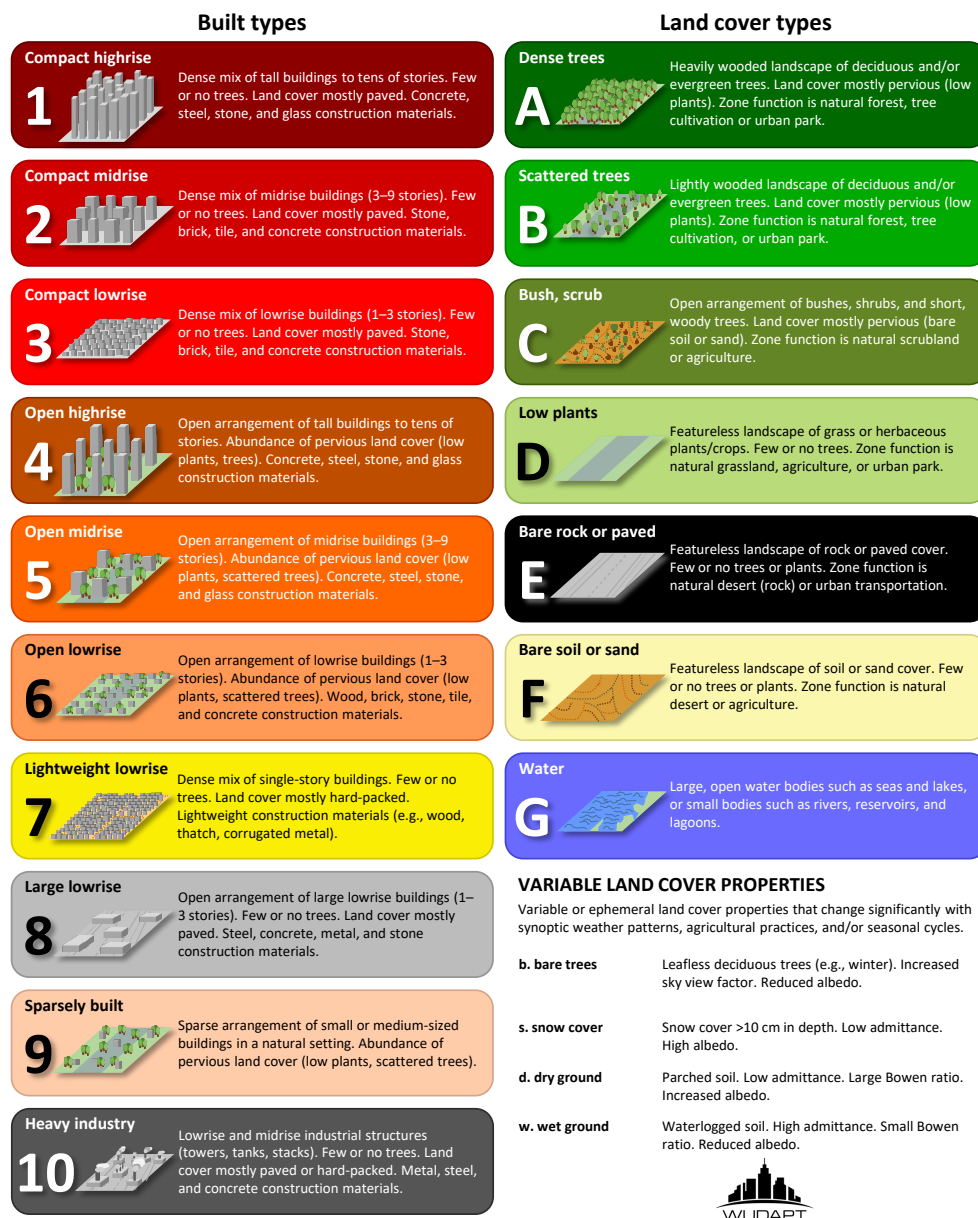 Built types
Compact highrise
1
Dense mix of tall buildings to tens of stories. Few
or no trees. Land cover mostly paved. Concrete,
steel, stone, and glass construction materials.
Compact midrise
2
Dense mix of midrise buildings (3–9 stories). Few
or no trees. Land cover mostly paved. Stone,
brick, tile, and concrete construction materials.
Compact lowrise
3
Dense mix of lowrise buildings (1–3 stories). Few
or no trees. Land cover mostly paved. Stone,
brick, tile, and concrete construction materials.
Open highrise
4
Open arrangement of tall buildings to tens of
stories. Abundance of pervious land cover (low
plants, trees). Concrete, steel, stone, and glass
construction materials.
Open midrise
5
Open arrangement of midrise buildings (3–9
stories). Abundance of pervious land cover (low
plants, scattered trees). Concrete, steel, stone,
and glass construction materials.
Open lowrise
6
Open arrangement of lowrise buildings (1–3
stories). Abundance of pervious land cover (low
plants, scattered trees). Wood, brick, stone, tile,
and concrete construction materials.
Lightweight lowrise
7
Dense mix of single-story buildings. Few or no
trees. Land cover mostly hard-packed.
Lightweight construction materials (e.g., wood,
thatch, corrugated metal).
Large lowrise
8
Open arrangement of large lowrise buildings (1–
3 stories). Few or no trees. Land cover mostly
paved. Steel, concrete, metal, and stone
construction materials.
Sparsely built
9
Sparse arrangement of small or medium-sized
buildings in a natural setting. Abundance of
pervious land cover (low plants, scattered trees).
Heavy industry
10
Lowrise and midrise industrial structures
(towers, tanks, stacks). Few or no trees. Land
cover mostly paved or hard-packed. Metal, steel,
and concrete construction materials.
Land cover types
Dense trees
A
Heavily wooded landscape of deciduous and/or
evergreen trees. Land cover mostly pervious (low
plants). Zone function is natural forest, tree
cultivation or urban park.
Scattered trees
B
Lightly wooded landscape of deciduous and/or
evergreen trees. Land cover mostly pervious (low
plants). Zone function is natural forest, tree
cultivation, or urban park.
Bush, scrub
C
Open arrangement of bushes, shrubs, and short,
woody trees. Land cover mostly pervious (bare
soil or sand). Zone function is natural scrubland
or agriculture.
Low plants
D
Featureless landscape of grass or herbaceous
plants/crops. Few or no trees. Zone function is
natural grassland, agriculture, or urban park.
Bare rock or paved
E
Featureless landscape of rock or paved cover.
Few or no trees or plants. Zone function is
natural desert (rock) or urban transportation.
Bare soil or sand
F
Featureless landscape of soil or sand cover. Few
or no trees or plants. Zone function is natural
desert or agriculture.
Water
G
Large, open water bodies such as seas and lakes,
or small bodies such as rivers, reservoirs, and
lagoons.
VARIABLE LAND COVER PROPERTIES
Variable or ephemeral land cover properties that change significantly with
synoptic weather patterns, agricultural practices, and/or seasonal cycles.
b. bare trees
Leafless deciduous trees (e.g., winter). Increased
sky view factor. Reduced albedo.
s. snow cover
Snow cover >10 cm in depth. Low admittance.
High albedo.
d. dry ground
Parched soil. Low admittance. Large Bowen ratio.
Increased albedo.
w. wet ground
Waterlogged soil. High admittance. Small Bowen
ratio. Reduced albedo.
WUDAPT